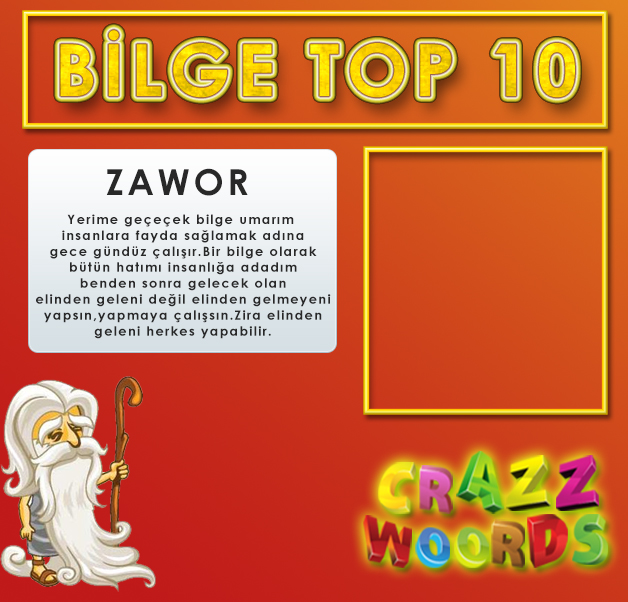 BİLGE TOP 10
ZAWOR
Yerime geçeçek bilge umarım
insanlara fayda sağlamak adına
gece gündüz çalışır.Bir bilge olarak
bütün hatımı insanlığa adadım
benden sonra gelecek olan
elinden geleni değil elinden gelmeyeni
yapsın,yapmaya çalışsın.Zira elinden
geleni herkes yapabilir.
CRAZZ
WOORDS